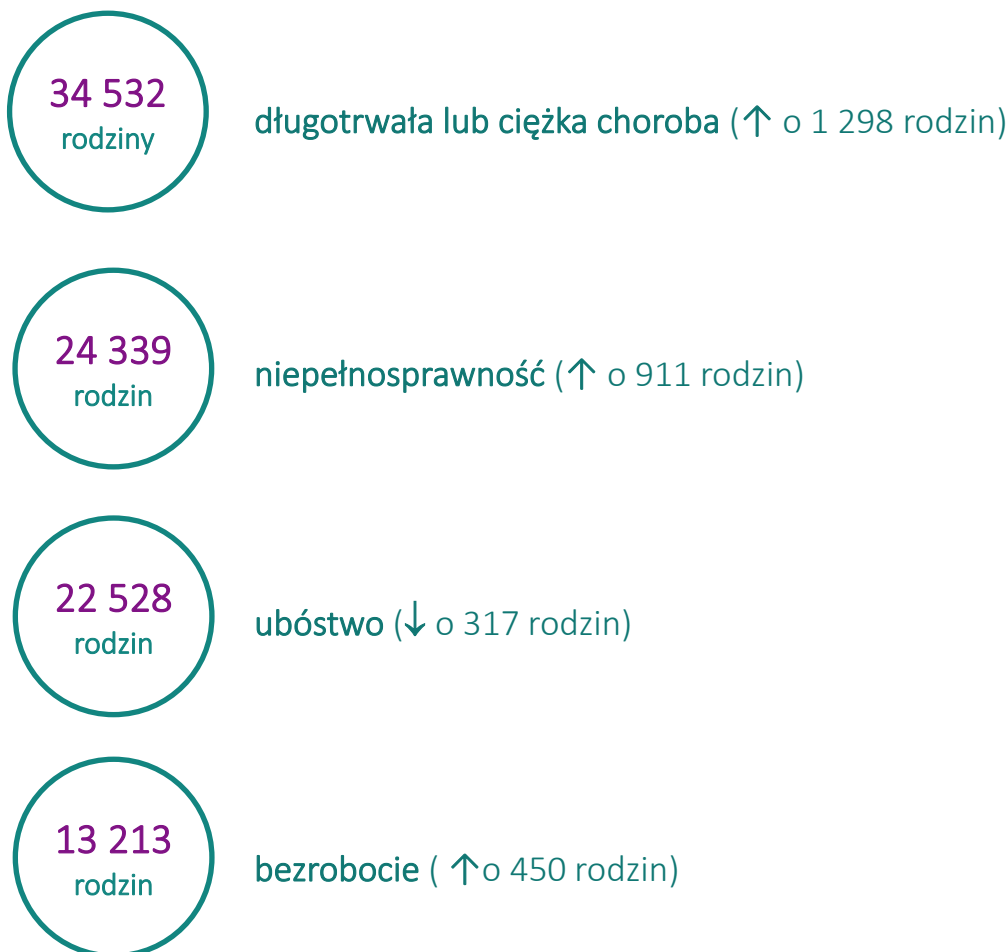 34 532
rodziny
długotrwała lub ciężka choroba (↑ o 1 298 rodzin)
24 339
rodzin
niepełnosprawność (↑ o 911 rodzin)
22 528
rodzin
ubóstwo (↓ o 317 rodzin)
13 213
rodzin
bezrobocie ( ↑o 450 rodzin)